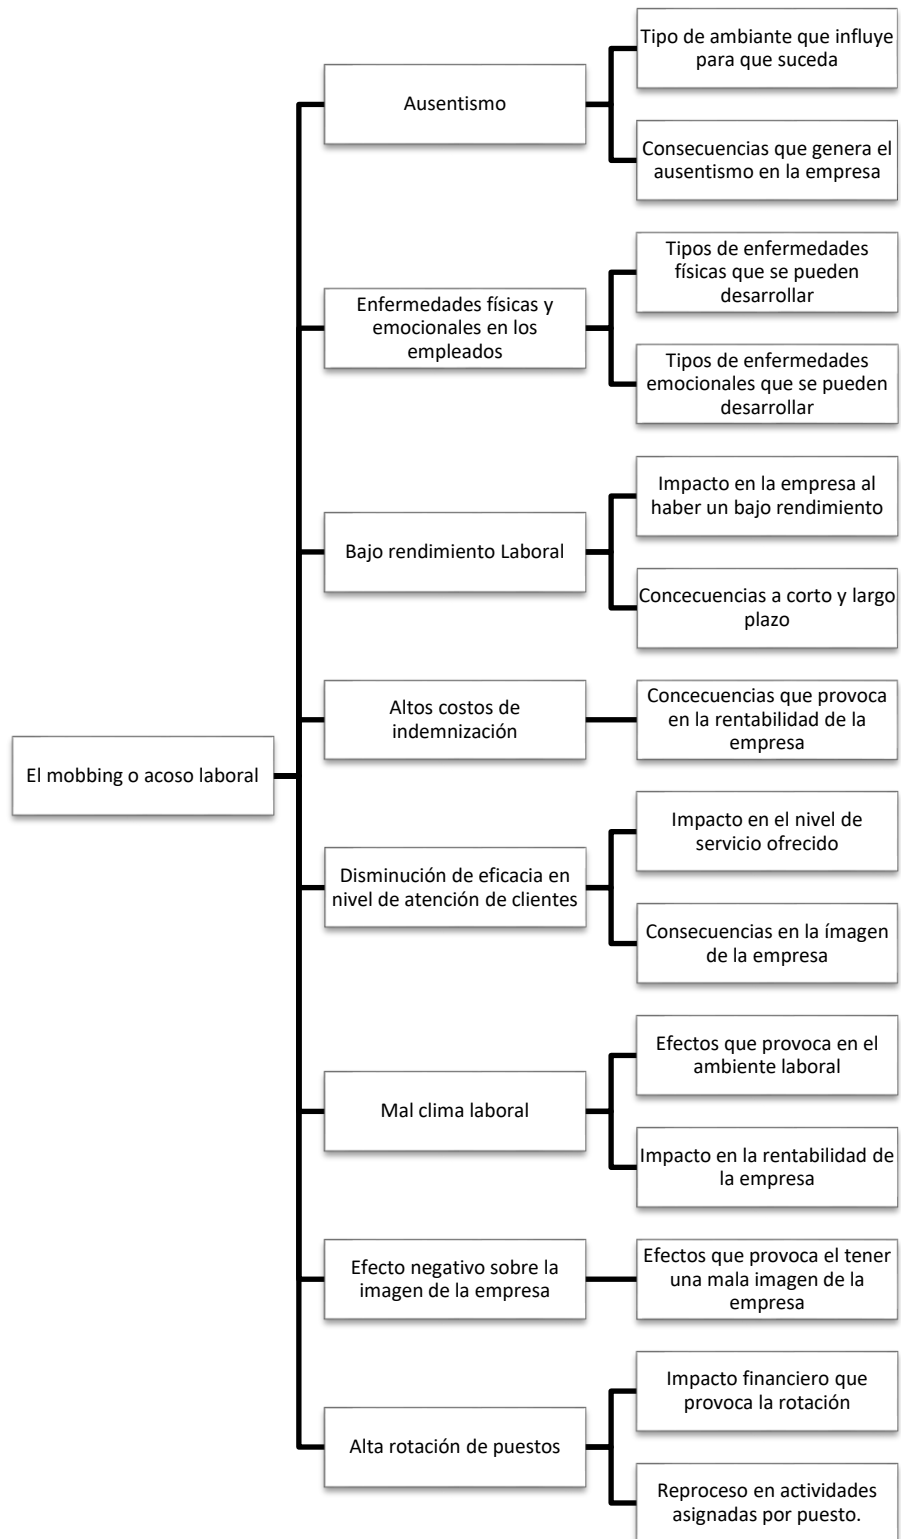 El mobbing o acoso laboral
Ausentismo
Tipo de ambiante que influye
para que suceda
Consecuencias que genera el
ausentismo en la empresa
Enfermedades físicas y
emocionales en los
empleados
Tipos de enfermedades
físicas que se pueden
desarrollar
Tipos de enfermedades
emocionales que se pueden
desarrollar
Bajo rendimiento Laboral
Impacto en la empresa al
haber un bajo rendimiento
Concecuencias a corto y largo
plazo
Altos costos de
indemnización
Concecuencias que provoca
en la rentabilidad de la
empresa
Disminución de eficacia en
nivel de atención de clientes
Impacto en el nivel de
servicio ofrecido
Consecuencias en la ímagen
de la empresa
Mal clima laboral
Efectos que provoca en el
ambiente laboral
Impacto en la rentabilidad de
la empresa
Efecto negativo sobre la
imagen de la empresa
Efectos que provoca el tener
una mala imagen de la
empresa
Alta rotación de puestos
Impacto financiero que
provoca la rotación
Reproceso en actividades
asignadas por puesto.